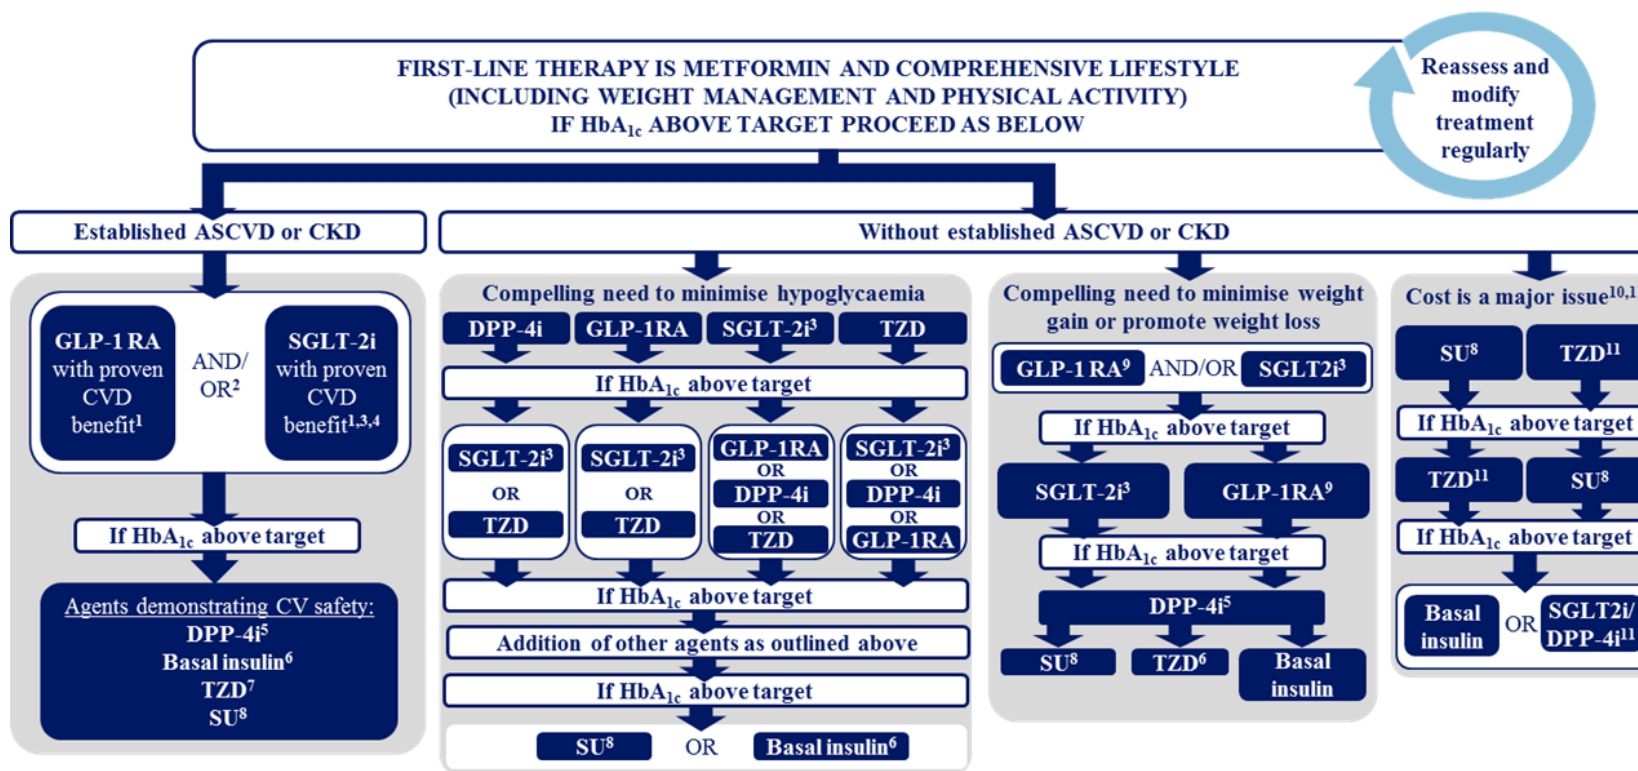 FIRST-LINE THERAPY IS METFORMIN AND COMPREHENSIVE LIFESTYLE
(INCLUDING WEIGHT MANAGEMENT AND PHYSICAL ACTIVITY)
IF HbA1c ABOVE TARGET PROCEED AS BELOW
Reassess and
modify
treatment
regularly
Established ASCVD or CKD
GLP-1 RA
with proven
CVD
benefit¹
AND/
OR²
SGLT-2i
with proven
CVD
benefit¹,³,⁴
If HbA1c above target
Agents demonstrating CV safety:
DPP-4i⁵
Basal insulin⁶
TZD⁷
SU⁸
Without established ASCVD or CKD
Compelling need to minimise hypoglycaemia
DPP-4i
GLP-1RA
SGLT-2i³
TZD
If HbA1c above target
SGLT-2i³
OR
TZD
SGLT-2i³
OR
TZD
GLP-1RA
OR
DPP-4i
OR
TZD
SGLT-2i³
OR
DPP-4i
OR
GLP-1RA
If HbA1c above target
Addition of other agents as outlined above
If HbA1c above target
SU⁸ OR Basal insulin⁶
Compelling need to minimise weight
gain or promote weight loss
GLP-1 RA⁹ AND/OR SGLT2i³
If HbA1c above target
SGLT-2i³
GLP-1RA⁹
If HbA1c above target
DPP-4i⁵
SU⁸
TZD⁶
Basal
insulin
Cost is a major issue¹⁰,¹
SU⁸
TZD¹¹
If HbA1c above target
TZD¹¹
SU⁸
If HbA1c above target
Basal
insulin
OR
SGLT2i/
DPP-4i¹¹